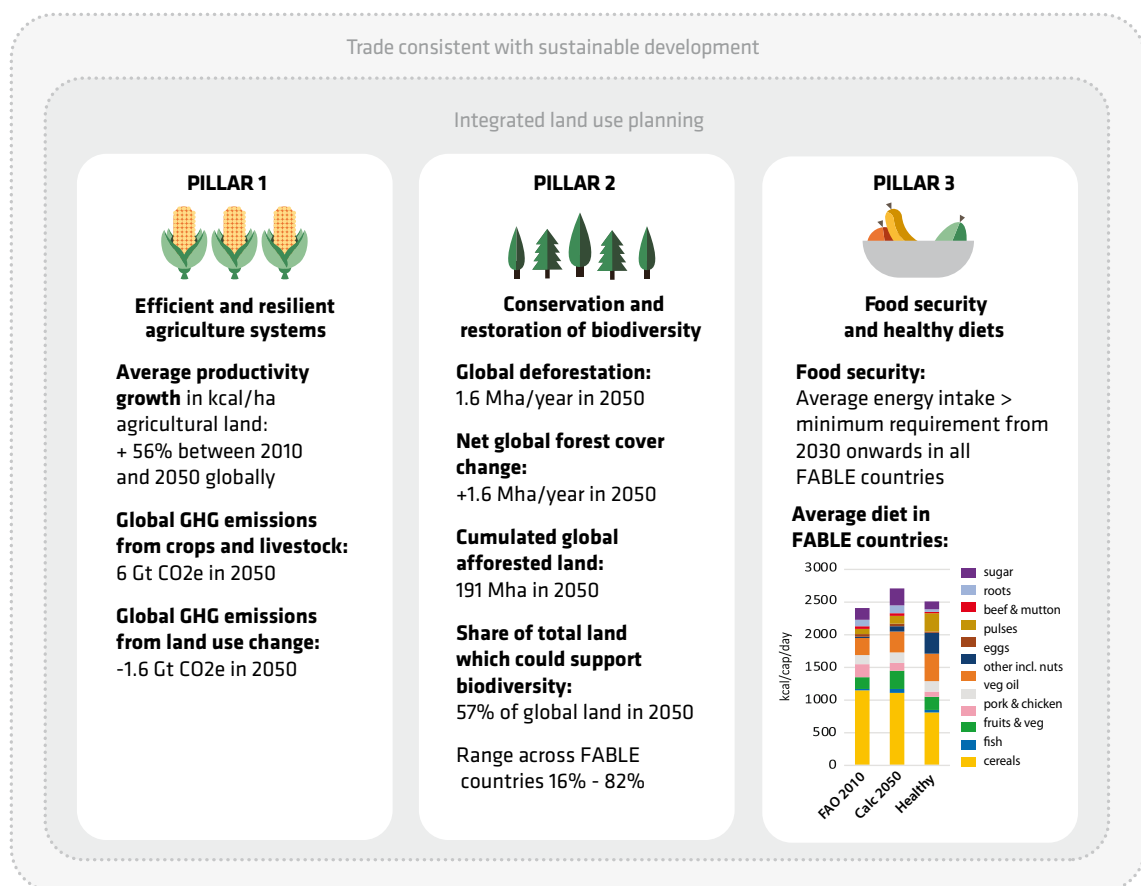 Trade consistent with sustainable development
Integrated land use planning
PILLAR 1
Efficient and resilient
agriculture systems
Average productivity
growth in kcal/ha
agricultural land:
+ 56% between 2010
and 2050 globally
Global GHG emissions
from crops and livestock:
6 Gt CO2e in 2050
Global GHG emissions
from land use change:
-1.6 Gt CO2e in 2050
PILLAR 2
Conservation and
restoration of biodiversity
Global deforestation:
1.6 Mha/year in 2050
Net global forest cover
change:
+1.6 Mha/year in 2050
Cumulated global
afforested land:
191 Mha in 2050
Share of total land
which could support
biodiversity:
57% of global land in 2050
Range across FABLE
countries 16% - 82%
PILLAR 3
Food security
and healthy diets
Food security:
Average energy intake >
minimum requirement from
2030 onwards in all
FABLE countries
Average diet in
FABLE countries:
kcal/cap/day
3000
2500
2000
1500
1000
500
0
FAO 2010
Calc 2050
Healthy
sugar
roots
beef & mutton
pulses
eggs
other incl. nuts
veg oil
pork & chicken
fruits & veg
fish
cereals